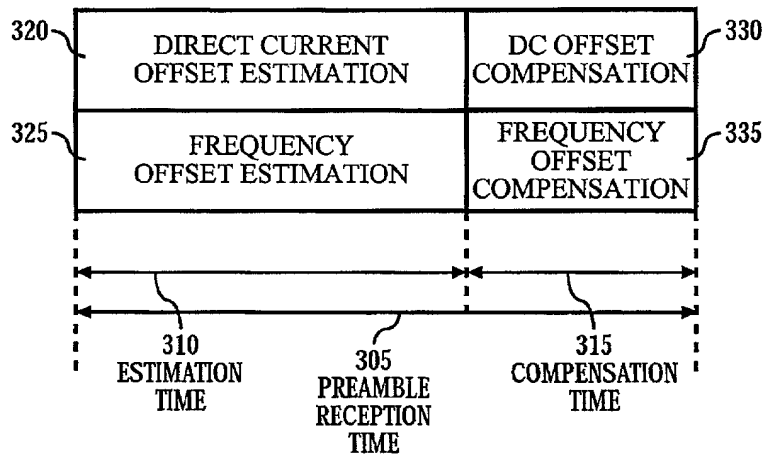 320
DIRECT CURRENT
OFFSET ESTIMATION
DC OFFSET
COMPENSATION
330
325
FREQUENCY
OFFSET ESTIMATION
FREQUENCY
OFFSET
COMPENSATION
335
310
ESTIMATION
TIME
305
PREAMBLE
RECEPTION
TIME
315
COMPENSATION
TIME